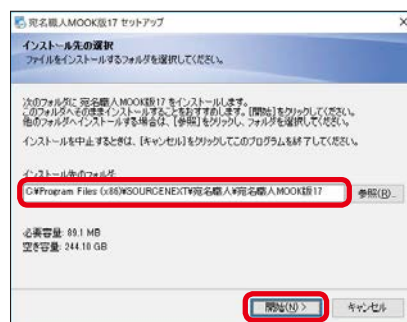 宛名職人MOOK版17 セットアップ
インストール先の選択
ファイルをインストールするフォルダを選択してください。
次のフォルダに 宛名職人MOOK版17 をインストールします。
このフォルダへそのままインストールすることをおすすめします。 [開始]をクリックしてください。
他のフォルダへインストールする場合は、[参照]をクリックし、フォルダを選択してください。
インストールを中止するときは、[キャンセル]をクリックしてこのプログラムを終了してください。
インストール先のフォルダ
C:¥Program Files (x86)¥SOURCENEXT¥宛名職人¥宛名職人MOOK版17
参照(R)...
必要容量: 89.1 MB
空き容量: 244.10 GB
開始(N) >
キャンセル